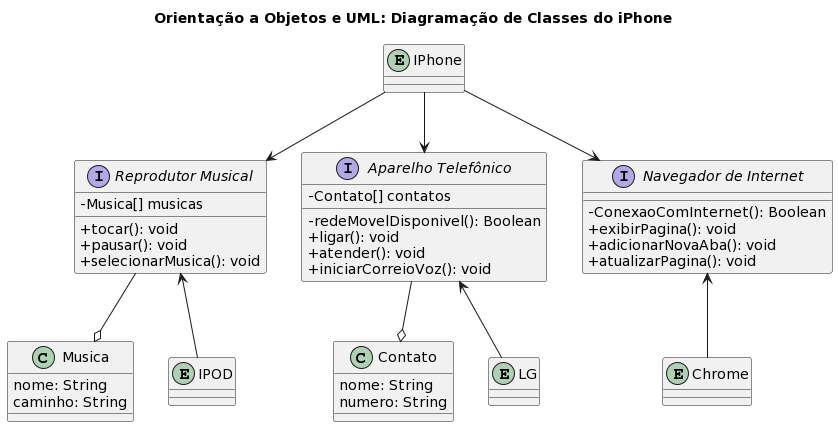 Orientação a Objetos e UML: Diagramação de Classes do iPhone
E IPhone
I Reprodutor Musical
-Musica[] musicas
+tocar(): void
+pausar(): void
+selecionarMusica(): void
I Aparelho Telefônico
-Contato[] contatos
-redeMovelDisponivel(): Boolean
+ligar(): void
+atender(): void
+iniciarCorreioVoz(): void
I Navegador de Internet
-ConexaoComInternet(): Boolean
+exibirPagina(): void
+adicionarNovaAba(): void
+atualizarPagina(): void
C Musica
nome: String
caminho: String
E IPOD
C Contato
nome: String
numero: String
E LG
E Chrome